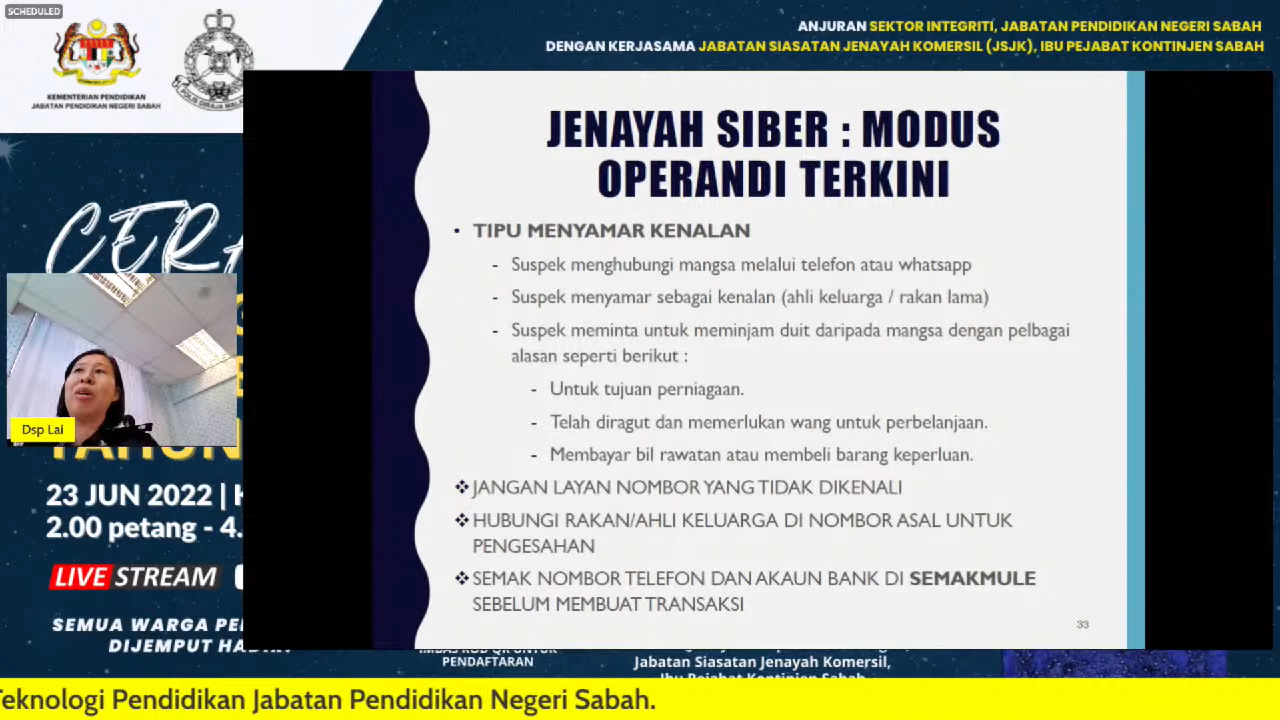 SCHEDULED
KEMENTERIAN PENDIDIKAN
JABATAN PENDIDIKAN NEGERI SABAH
ANJURAN SEKTOR INTEGRITI, JABATAN PENDIDIKAN NEGERI SABAH
DENGAN KERJASAMA JABATAN SIASATAN JENAYAH KOMERSIL (JSJK), IBU PEJABAT KONTINJEN SABAH
JENAYAH SIBER : MODUS
OPERANDI TERKINI
• TIPU MENYAMAR KENALAN
- Suspek menghubungi mangsa melalui telefon atau whatsapp
- Suspek menyamar sebagai kenalan (ahli keluarga / rakan lama)
- Suspek meminta untuk meminjam duit daripada mangsa dengan pelbagai
alasan seperti berikut :
- Untuk tujuan perniagaan.
- Telah diragut dan memerlukan wang untuk perbelanjaan.
- Membayar bil rawatan atau membeli barang keperluan.
❖ JANGAN LAYAN NOMBOR YANG TIDAK DIKENALI
❖ HUBUNGI RAKAN/AHLI KELUARGA DI NOMBOR ASAL UNTUK
PENGESAHAN
❖ SEMAK NOMBOR TELEFON DAN AKAUN BANK DI SEMAKMULE
SEBELUM MEMBUAT TRANSAKSI
33
CERA
Dsp Lai
TAHUN
23 JUN 2022 |
2.00 petang - 4.
LIVE STREAM
SEMUA WARGA PE
DIJEMPUT HADIR
IMBAS KOD QR UNTUK
PENDAFTARAN
Jabatan Siasatan Jenayah Komersil,
Ibu Pejabat Kontinjen Sabah
Teknologi Pendidikan Jabatan Pendidikan Negeri Sabah.